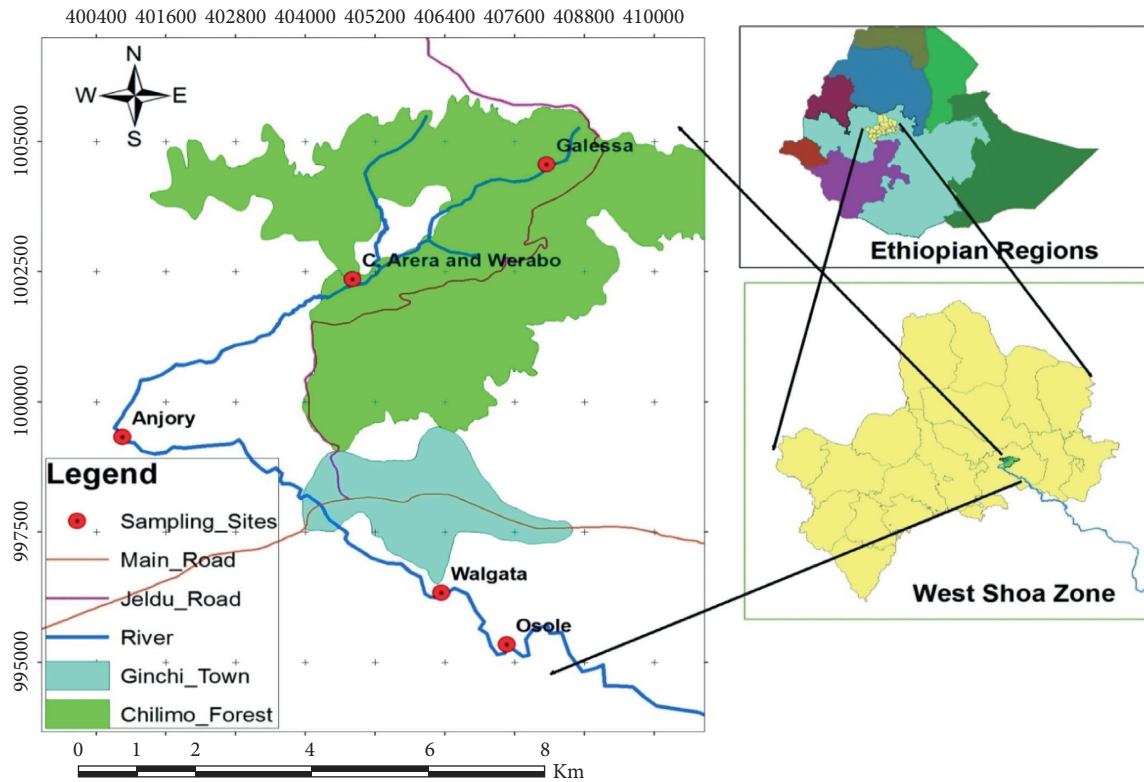 400400 401600 402800 404000 405200 406400 407600 408800 410000
N
W E
S
1005000
1002500
1000000
997500
995000
Galessa
C. Arera and Werabo
Anjory
Walgata
Osole
Legend
Sampling_Sites
Main_Road
Jeldu_Road
River
Ginchi_Town
Chilimo_Forest
0 1 2 4 6 8
Km
Ethiopian Regions
West Shoa Zone